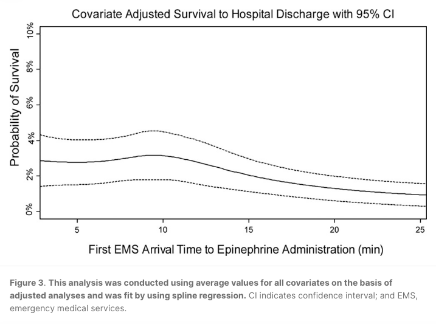 Covariate Adjusted Survival to Hospital Discharge with 95% CI
Probability of Survival
10%
8%
6%
4%
2%
0%
5 10 15 20 25
First EMS Arrival Time to Epinephrine Administration (min)
Figure 3. This analysis was conducted using average values for all covariates on the basis of
adjusted analyses and was fit by using spline regression. CI indicates confidence interval; and EMS,
emergency medical services.